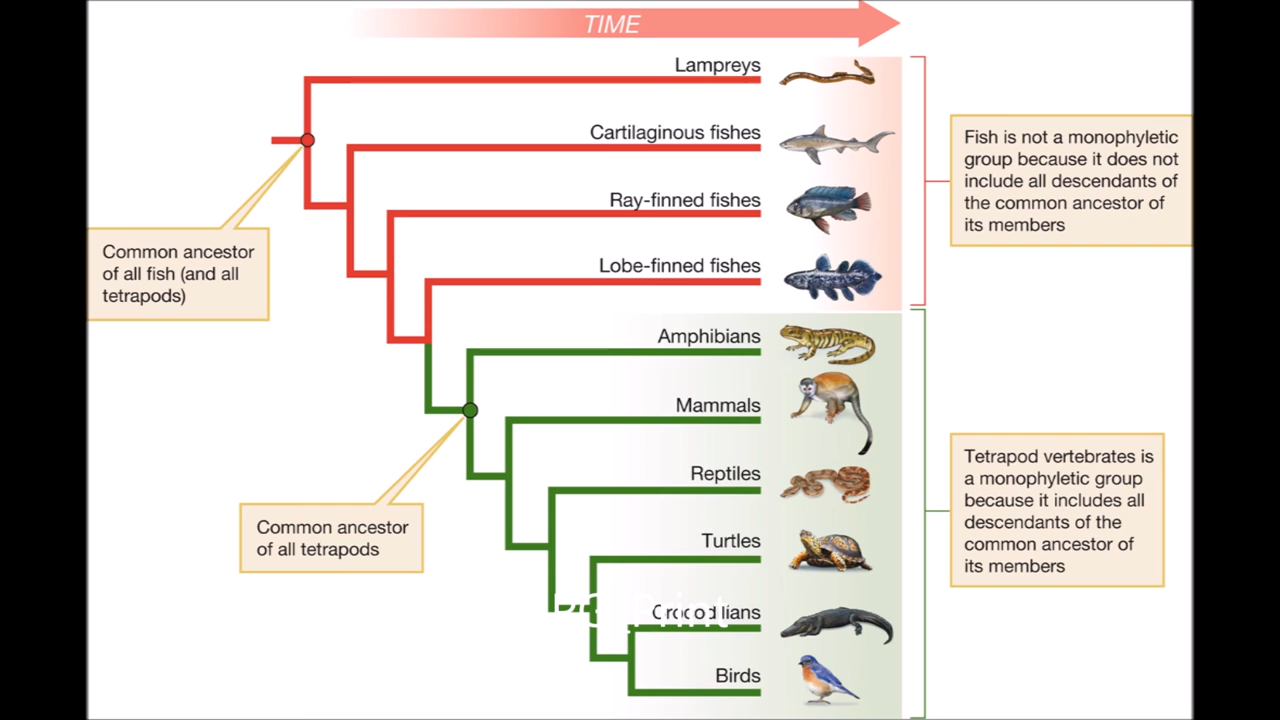 TIME
Lampreys
Cartilaginous fishes
Ray-finned fishes
Lobe-finned fishes
Amphibians
Mammals
Reptiles
Turtles
Crocodilians
Birds
Fish is not a monophyletic
group because it does not
include all descendants of
the common ancestor of
its members
Common ancestor
of all fish (and all
tetrapods)
Common ancestor
of all tetrapods
Tetrapod vertebrates is
a monophyletic group
because it includes all
descendants of the
common ancestor of
its members